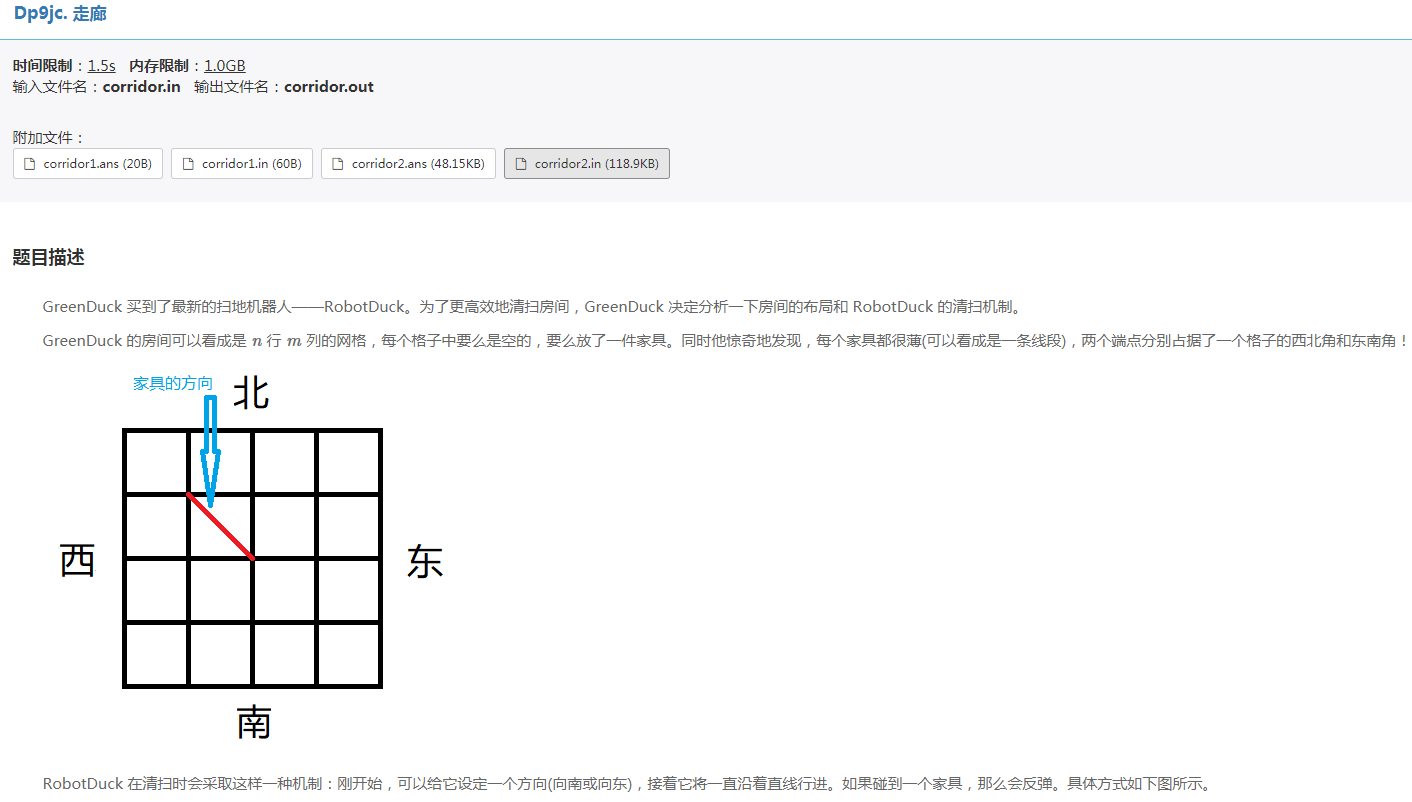 Dp9jc. 走廊
时间限制：1.5s 内存限制：1.0GB
输入文件名：corridor.in 输出文件名：corridor.out
附加文件：
corridor1.ans (20B) corridor1.in (60B) corridor2.ans (48.15KB) corridor2.in (118.9KB)
题目描述
GreenDuck 买到了最新的扫地机器人——RobotDuck。为了更高效地清扫房间，GreenDuck 决定分析一下房间的布局和 RobotDuck 的清扫机制。
GreenDuck 的房间可以看成是 n 行 m 列的网格，每个格子中要么是空的，要么放了一件家具。同时他惊奇地发现，每个家具都很薄(可以看成是一条线段)，两个端点分别占据了一个格子的西北角和东南角！
家具的方向
北
西
东
南
RobotDuck 在清扫时会采取这样一种机制：刚开始，可以给它设定一个方向(向南或向东)，接着它将一直沿着直线行进。如果碰到一个家具，那么会反弹。具体方式如下图所示。